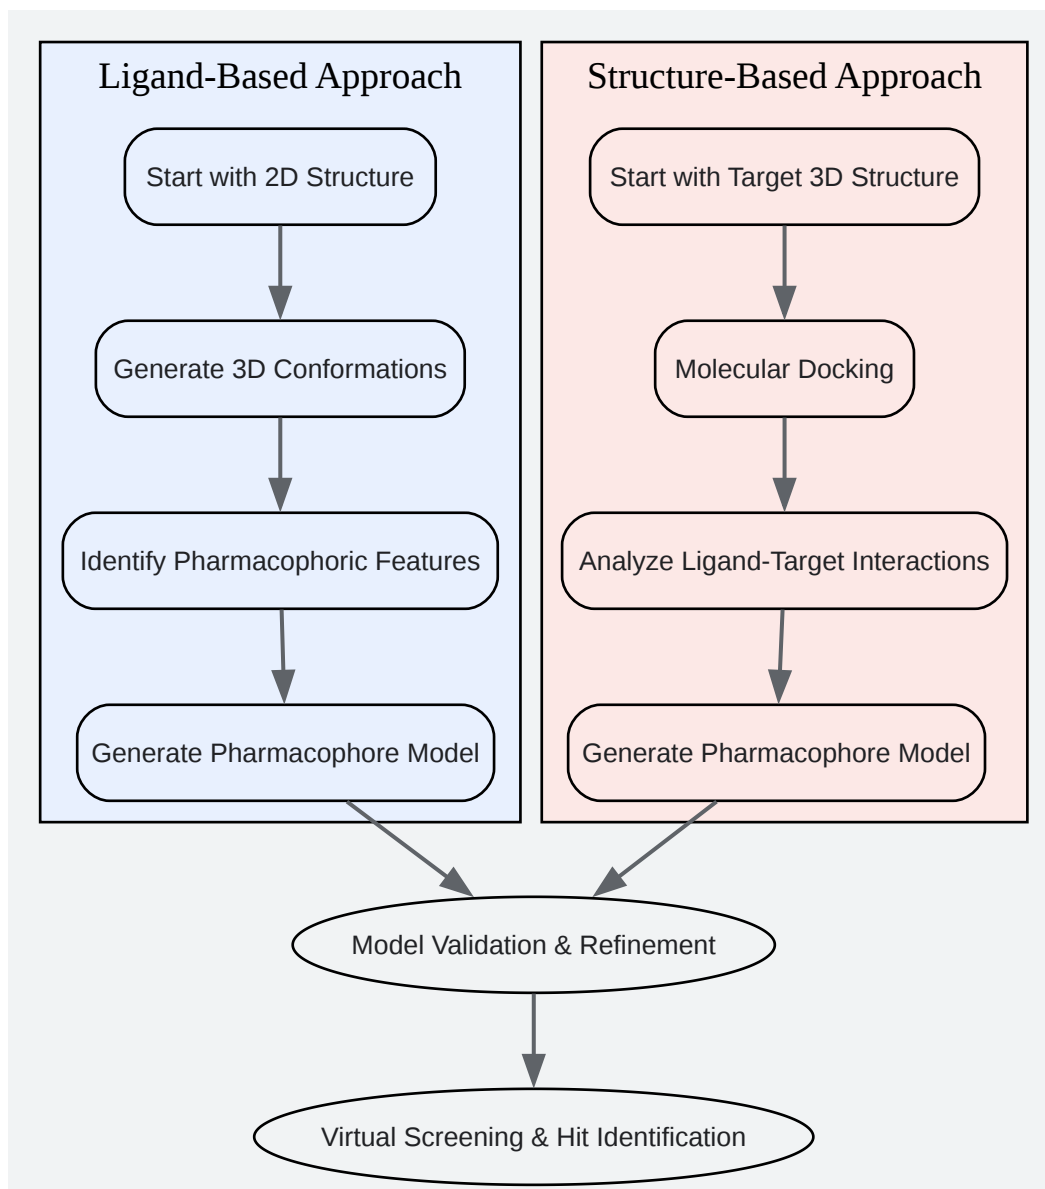 Ligand-Based Approach
Start with 2D Structure
Generate 3D Conformations
Identify Pharmacophoric Features
Generate Pharmacophore Model
Structure-Based Approach
Start with Target 3D Structure
Molecular Docking
Analyze Ligand-Target Interactions
Generate Pharmacophore Model
Model Validation & Refinement
Virtual Screening & Hit Identification